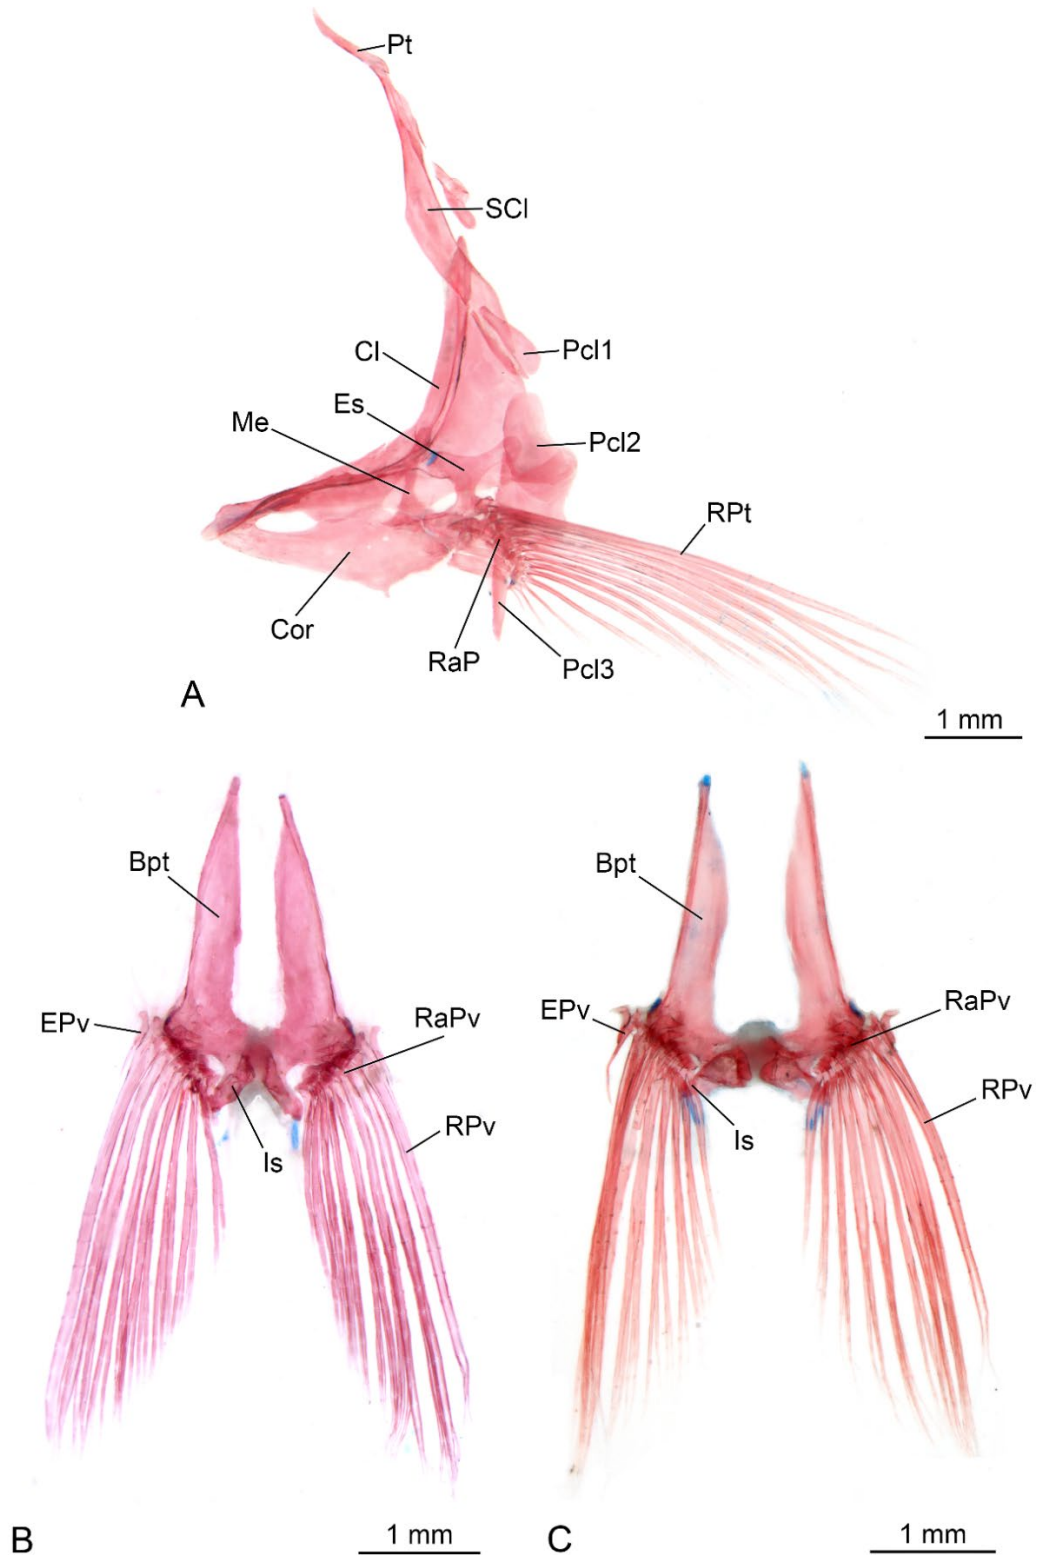 Pt
SCl
Cl
Pcl1
Es
Me
Pcl2
RPt
Cor
RaP
Pcl3
A
1 mm
Bpt
EPv
RaPv
RPv
Is
B
1 mm
Bpt
EPv
RaPv
RPv
Is
C
1 mm